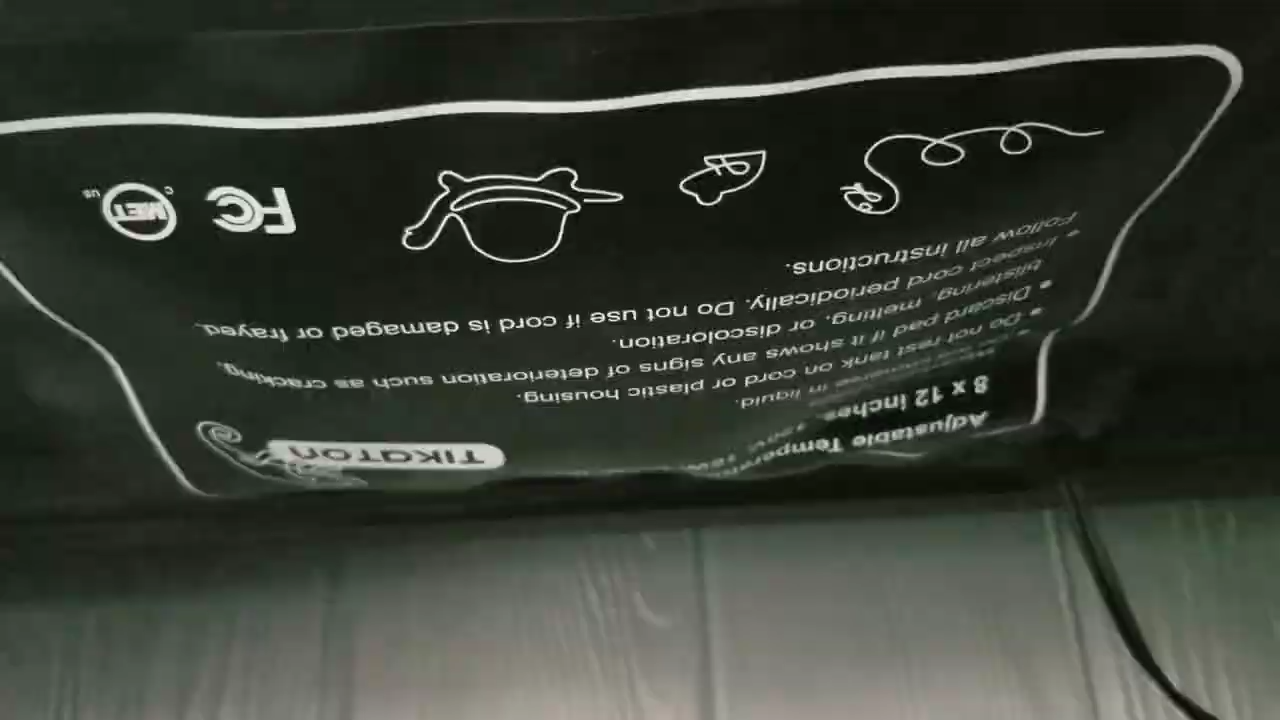 TIKATON
Adjustable Temper
8 x 12 inches
in liquid.
Do not rest tank on cord or plastic housing
Discard pad if it shows any signs of deterioration such as cracking,
blistering, melting, or discoloration.
Inspect cord periodically. Do not use if cord is damaged or frayed.
Follow all instructions.
FC
C MET US